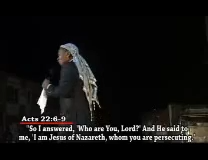 Acts 22:6-9
"So I answered, 'Who are You, Lord?' And He said to
me, 'I am Jesus of Nazareth, whom you are persecuting.